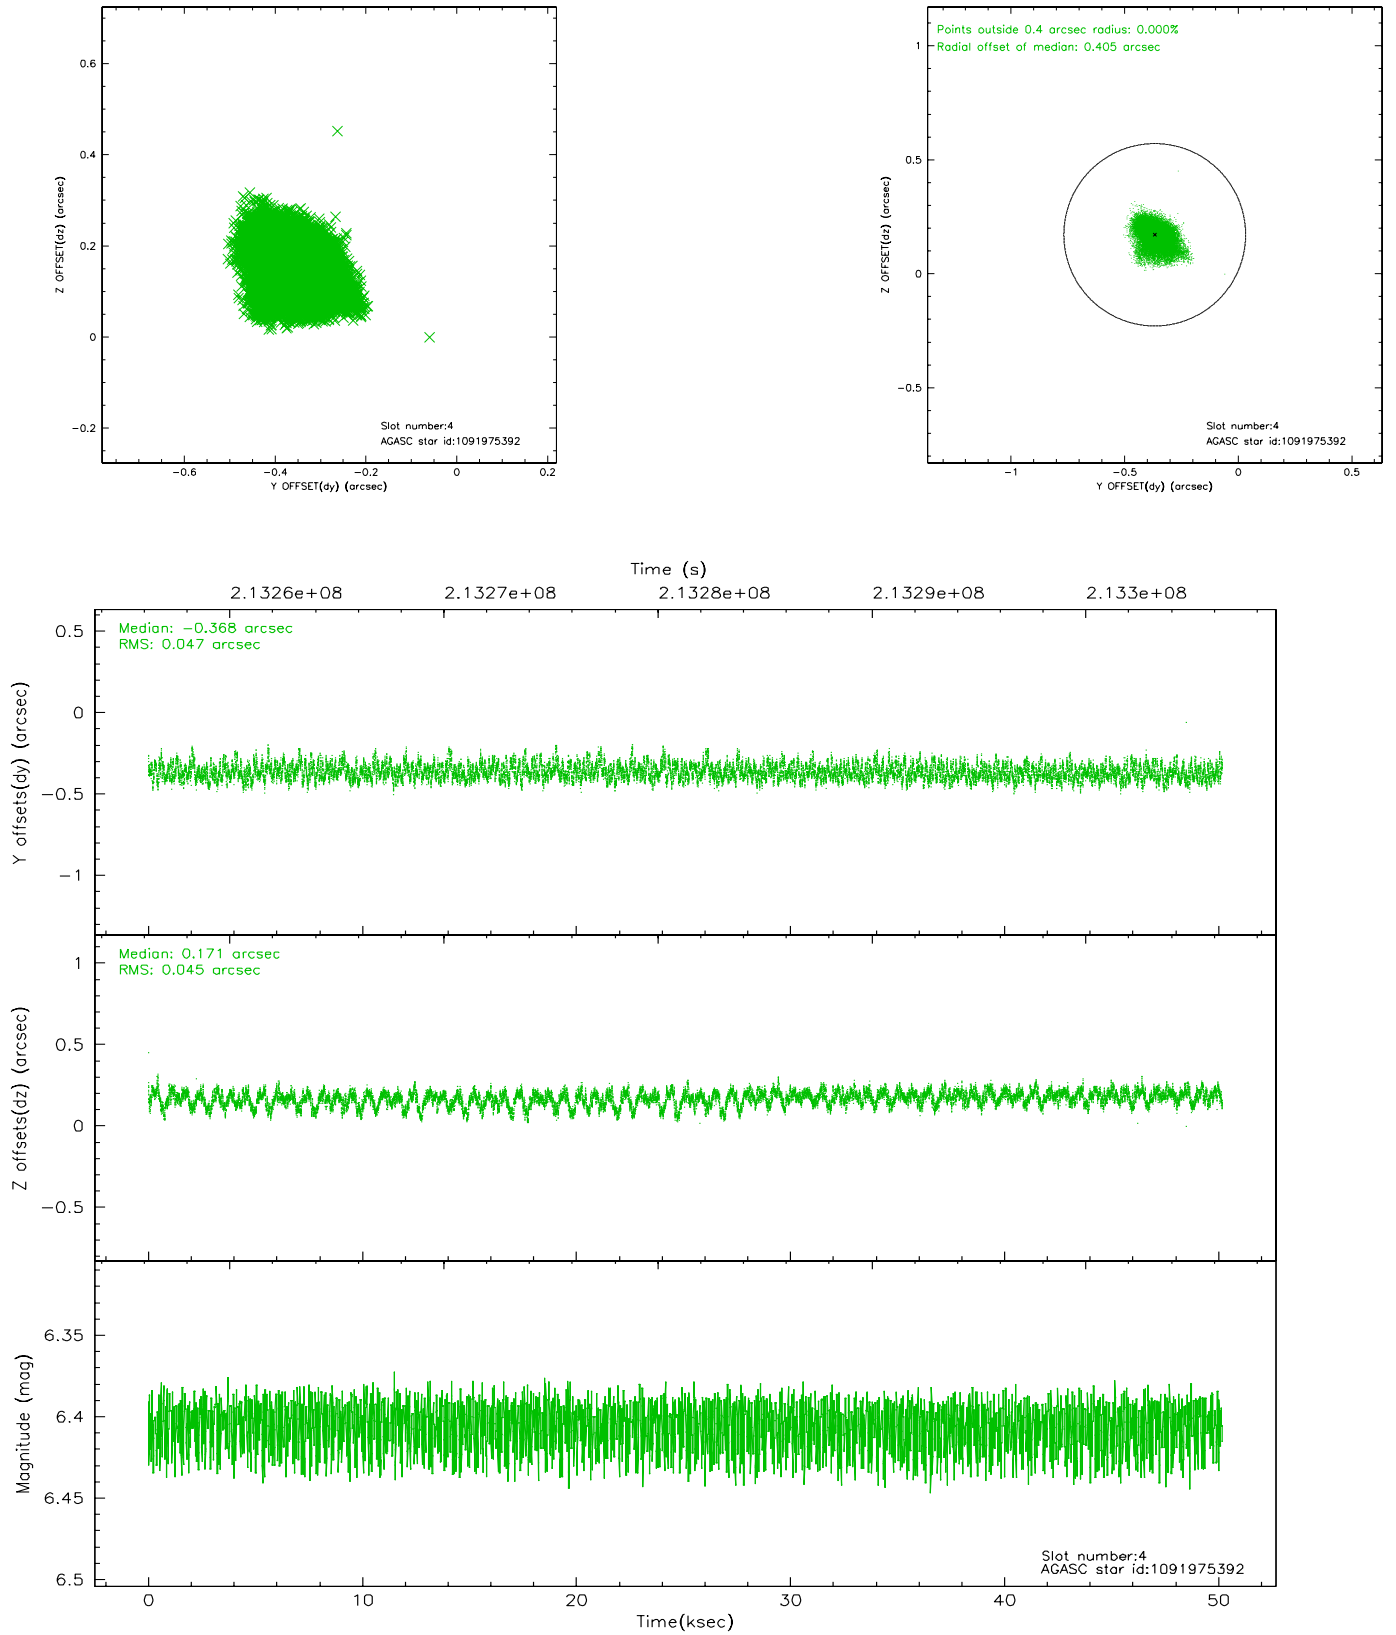 0.6
0.4
0.2
0
−0.2
Z OFFSET(dz) (arcsec)
Slot number:4
AGASC star id:1091975392
−0.6 −0.4 −0.2 0 0.2
Y OFFSET(dy) (arcsec)
Points outside 0.4 arcsec radius: 0.000%
Radial offset of median: 0.405 arcsec
1
0.5
0
−0.5
Z OFFSET(dz) (arcsec)
Slot number:4
AGASC star id:1091975392
−1 −0.5 0 0.5
Y OFFSET(dy) (arcsec)
Time (s)
2.1326e+08 2.1327e+08 2.1328e+08 2.1329e+08 2.133e+08
Median: −0.368 arcsec
RMS: 0.047 arcsec
0.5
0
−0.5
−1
Y offsets(dy) (arcsec)
Median: 0.171 arcsec
RMS: 0.045 arcsec
1
0.5
0
−0.5
Z offsets(dz) (arcsec)
6.35
6.4
6.45
6.5
Magnitude (mag)
Slot number:4
AGASC star id:1091975392
0 10 20 30 40 50
Time(ksec)